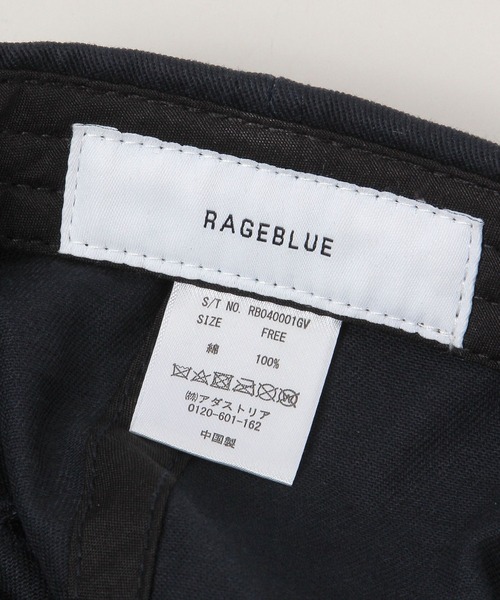 RAGEBLUE
S/T NO. RB040001GV
SIZE FREE
綿 100%
㈱アダストリア
0120-601-162
中国製